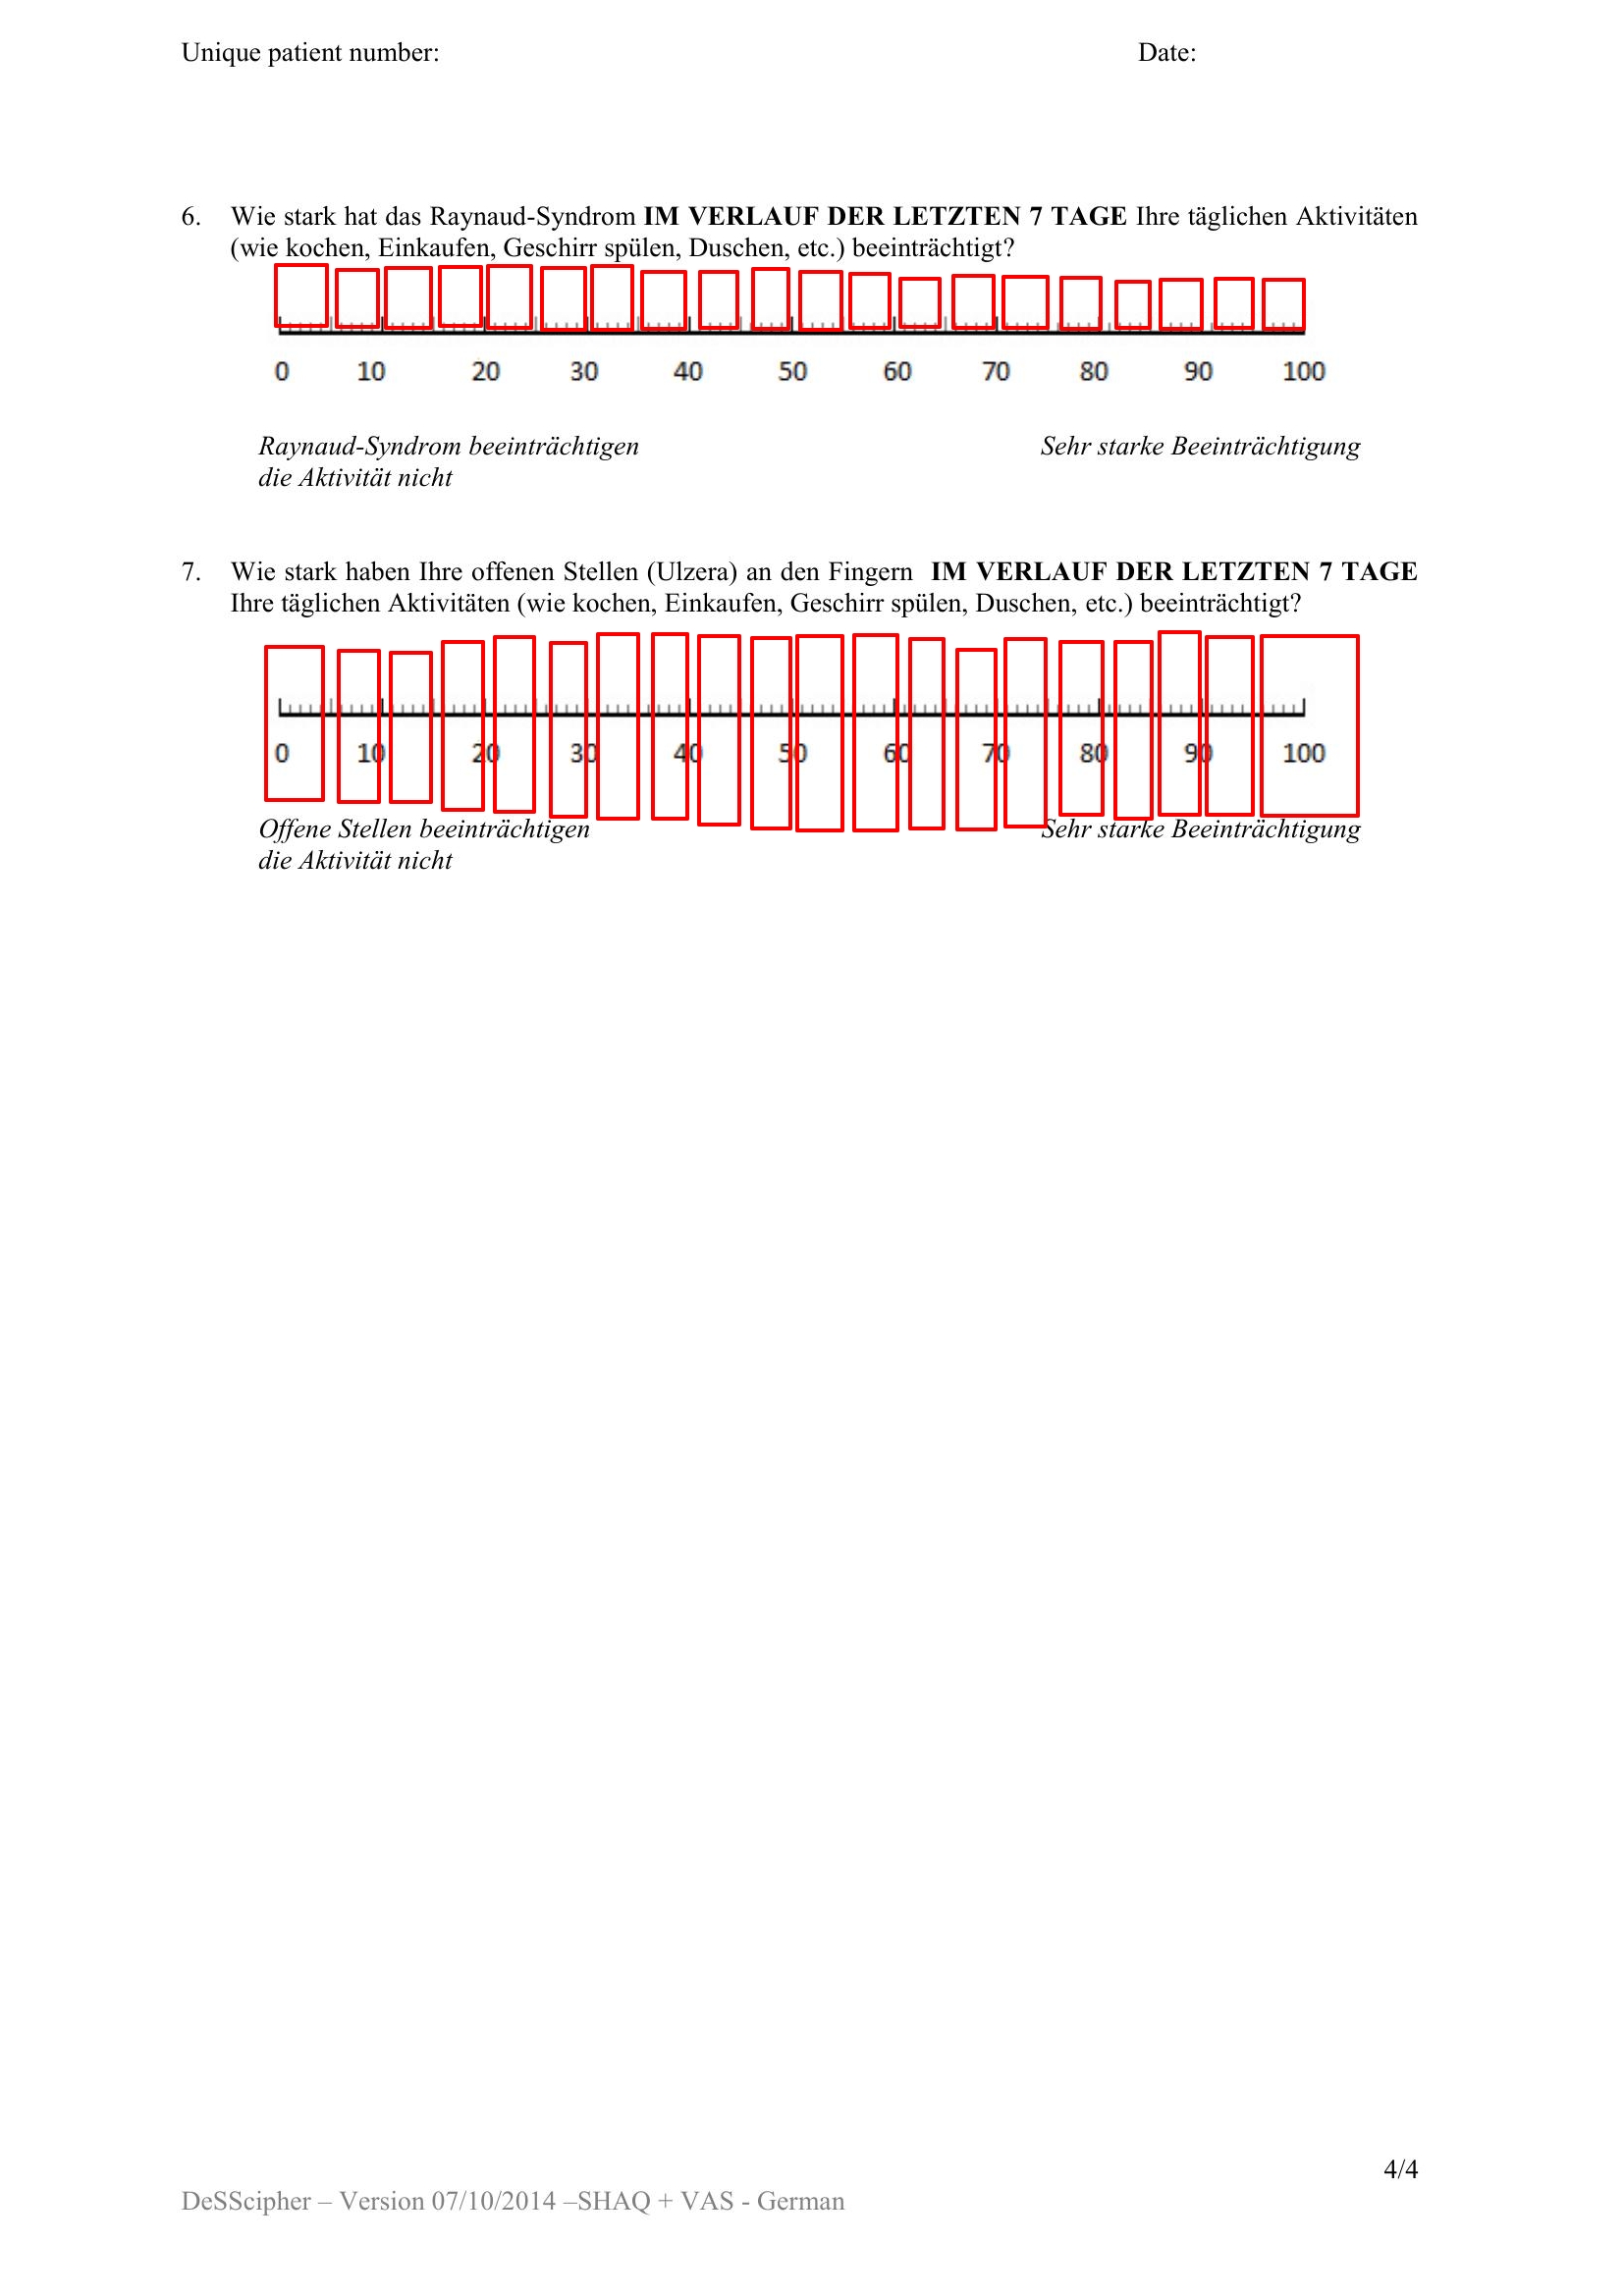 Unique patient number: Date:
6. Wie stark hat das Raynaud-Syndrom IM VERLAUF DER LETZTEN 7 TAGE Ihre täglichen Aktivitäten
(wie kochen, Einkaufen, Geschirr spülen, Duschen, etc.) beeinträchtigt?
0 10 20 30 40 50 60 70 80 90 100
Raynaud-Syndrom beeinträchtigen Sehr starke Beeinträchtigung
die Aktivität nicht
7. Wie stark haben Ihre offenen Stellen (Ulzera) an den Fingern IM VERLAUF DER LETZTEN 7 TAGE
Ihre täglichen Aktivitäten (wie kochen, Einkaufen, Geschirr spülen, Duschen, etc.) beeinträchtigt?
0 10 20 30 40 50 60 70 80 90 100
Offene Stellen beeinträchtigen Sehr starke Beeinträchtigung
die Aktivität nicht
4/4
DeSScipher – Version 07/10/2014 –SHAQ + VAS - German